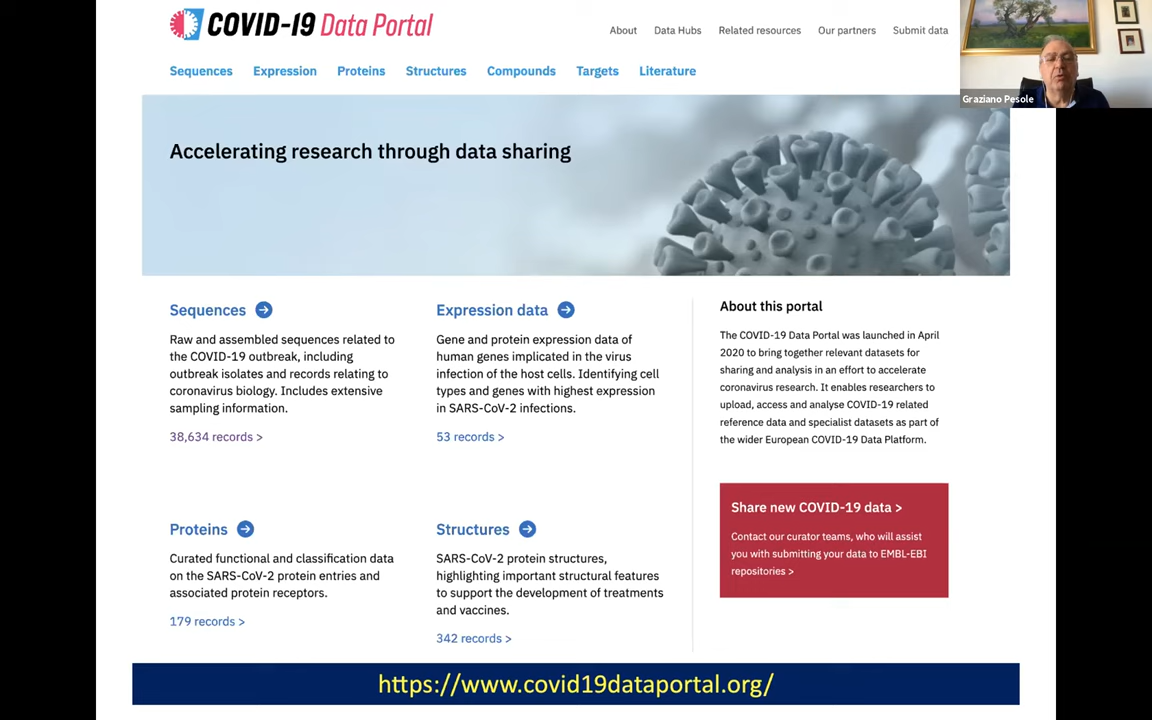 COVID-19 Data Portal
About Data Hubs Related resources Our partners Submit data
Sequences Expression Proteins Structures Compounds Targets Literature
Graziano Pesole
Accelerating research through data sharing
Sequences
Raw and assembled sequences related to
the COVID-19 outbreak, including
outbreak isolates and records relating to
coronavirus biology. Includes extensive
sampling information.
38,634 records >
Expression data
Gene and protein expression data of
human genes implicated in the virus
infection of the host cells. Identifying cell
types and genes with highest expression
in SARS-CoV-2 infections.
53 records >
Proteins
Curated functional and classification data
on the SARS-CoV-2 protein entries and
associated protein receptors.
179 records >
Structures
SARS-CoV-2 protein structures,
highlighting important structural features
to support the development of treatments
and vaccines.
342 records >
About this portal
The COVID-19 Data Portal was launched in April
2020 to bring together relevant datasets for
sharing and analysis in an effort to accelerate
coronavirus research. It enables researchers to
upload, access and analyse COVID-19 related
reference data and specialist datasets as part of
the wider European COVID-19 Data Platform.
Share new COVID-19 data >
Contact our curator teams, who will assist
you with submitting your data to EMBL-EBI
repositories >
https://www.covid19dataportal.org/